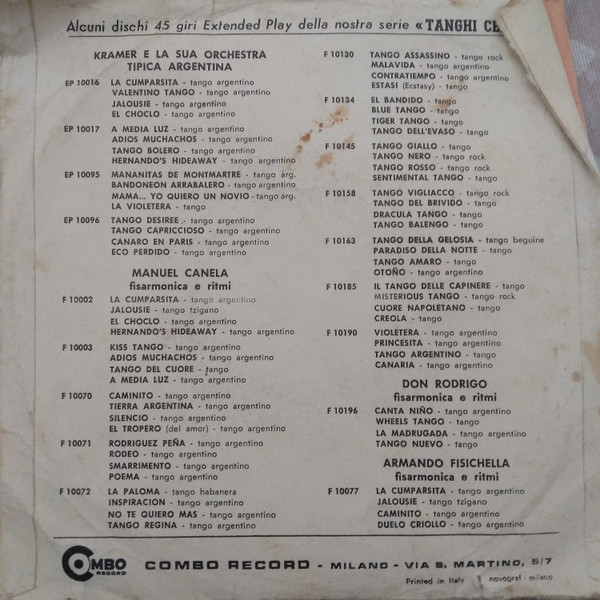 Alcuni dischi 45 giri Extended Play della nostra serie « TANGHI
KRAMER E LA SUA ORCHESTRA
TIPICA ARGENTINA
EP 10016 LA CUMPARSITA - tango argentino
VALENTINO TANGO - tango argentino
JALOUSIE - tango argentino
EL CHOCLO - tango argentino
EP 10017 A MEDIA LUZ - tango argentino
ADIOS MUCHACHOS - tango argentino
TANGO BOLERO - tango argentino
HERNANDO'S HIDEAWAY - tango argentino
EP 10095 MANANITAS DE MONTMARTRE - tango arg.
BANDONEON ARRABALERO - tango argentino
MAMA... YO QUIERO UN NOVIO - tango arg.
LA VIOLETERA - tango
EP 10096 TANGO DESIREE - tango argentino
TANGO CAPRICCIOSO - tango argentino
CANARO EN PARIS - tango argentino
ECO PERDIDO - tango argentino
MANUEL CANELA
fisarmonica e ritmi
F 10002 LA CUMPARSITA - tango argentino
JALOUSIE - tango tzigano
EL CHOCLO - tango argentino
HERNANDO'S HIDEAWAY - tango argentino
F 10003 KISS TANGO - tango argentino
ADIOS MUCHACHOS - tango argentino
TANGO DEL CUORE - tango
A MEDIA LUZ - tango argentino
F 10070 CAMINITO - tango argentino
TIERRA ARGENTINA - tango argentino
SILENCIO - tango argentino
EL TROPERO (del amor) - tango argentino
F 10071 RODRIGUEZ PEÑA - tango argentino
RODEO - tango argentino
SMARRIMENTO - tango argentino
POEMA - tango argentino
F 10072 LA PALOMA - tango habanera
INSPIRACION - tango argentino
NO TE QUIERO MAS - tango argentino
TANGO REGINA - tango argentino
F 10130 TANGO ASSASSINO - tango rock
MALAVIDA - tango argentino
CONTRATIEMPO - tango argentino
ESTASI (Ecstasy) - tango
F 10134 EL BANDIDO - tango
BLUE TANGO - tango
TIGER TANGO - tango
TANGO DELL'EVASO - tango
F 10145 TANGO GIALLO - tango
TANGO NERO - tango rock
TANGO ROSSO - tango rock
SENTIMENTAL TANGO - tango
F 10158 TANGO VIGLIACCO - tango rock
TANGO DEL BRIVIDO - tango
DRACULA TANGO - tango
TANGO BALENGO - tango
F 10163 TANGO DELLA GELOSIA - tango beguine
PARADISO DELLA NOTTE - tango
TANGO AMARO - tango
OTOÑO - tango argentino
F 10185 IL TANGO DELLE CAPINERE - tango
MISTERIOUS TANGO - tango rock
CUORE NAPOLETANO - tango
CREOLA - tango
F 10190 VIOLETERA - tango argentino
PRINCESITA - tango argentino
TANGO ARGENTINO - tango
CANARIA - tango argentino
DON RODRIGO
fisarmonica e ritmi
F 10196 CANTA NIÑO - tango argentino
WHEELS TANGO - tango
LA MADRUGADA - tango argentino
TANGO NUEVO - tango
ARMANDO FISICHELLA
fisarmonica e ritmi
F 10077 LA CUMPARSITA - tango argentino
JALOUSIE - tango tzigano
CAMINITO - tango argentino
DUELO CRIOLLO - tango argentino
COMBO RECORD
COMBO RECORD - MILANO - VIA S. MARTINO, 5/7
Printed in Italy novograf - milano